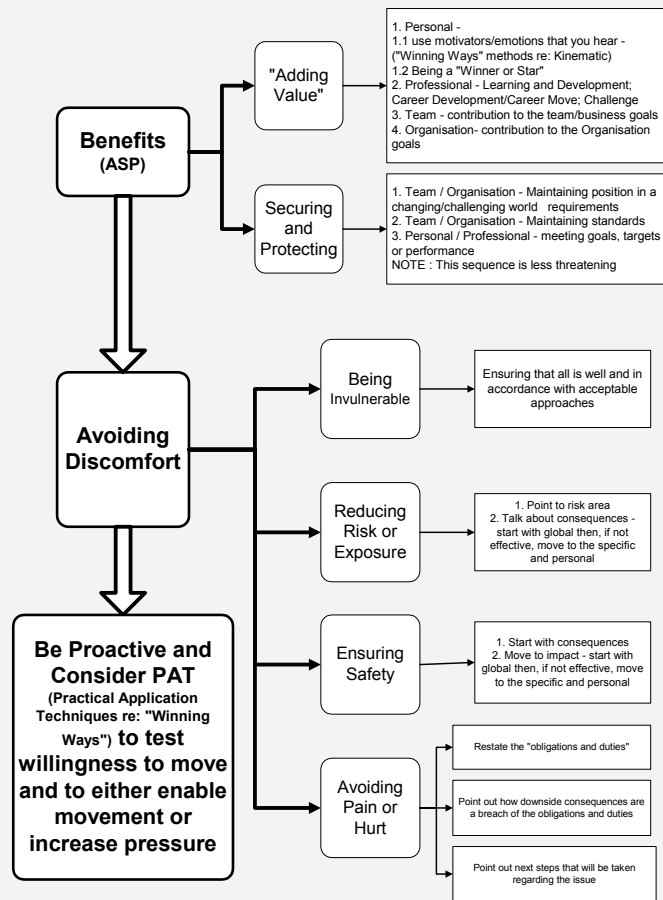 Benefits
(ASP)
"Adding
Value"
1. Personal -
1.1 use motivators/emotions that you hear -
("Winning Ways" methods re: Kinematic)
1.2 Being a "Winner or Star"
2. Professional - Learning and Development;
Career Development/Career Move; Challenge
3. Team - contribution to the team/business goals
4. Organisation- contribution to the Organisation
goals
Securing
and
Protecting
1. Team / Organisation - Maintaining position in a
changing/challenging world requirements
2. Team / Organisation - Maintaining standards
3. Personal / Professional - meeting goals, targets
or performance
NOTE : This sequence is less threatening
Avoiding
Discomfort
Being
Invulnerable
Ensuring that all is well and in
accordance with acceptable
approaches
Reducing
Risk or
Exposure
1. Point to risk area
2. Talk about consequences -
start with global then, if not
effective, move to the specific
and personal
Ensuring
Safety
1. Start with consequences
2. Move to impact - start with
global then, if not effective, move
to the specific and personal
Avoiding
Pain or
Hurt
Restate the "obligations and duties"
Point out how downside consequences are
a breach of the obligations and duties
Point out next steps that will be taken
regarding the issue
Be Proactive and
Consider PAT
(Practical Application
Techniques re: "Winning
Ways") to test
willingness to move
and to either enable
movement or
increase pressure